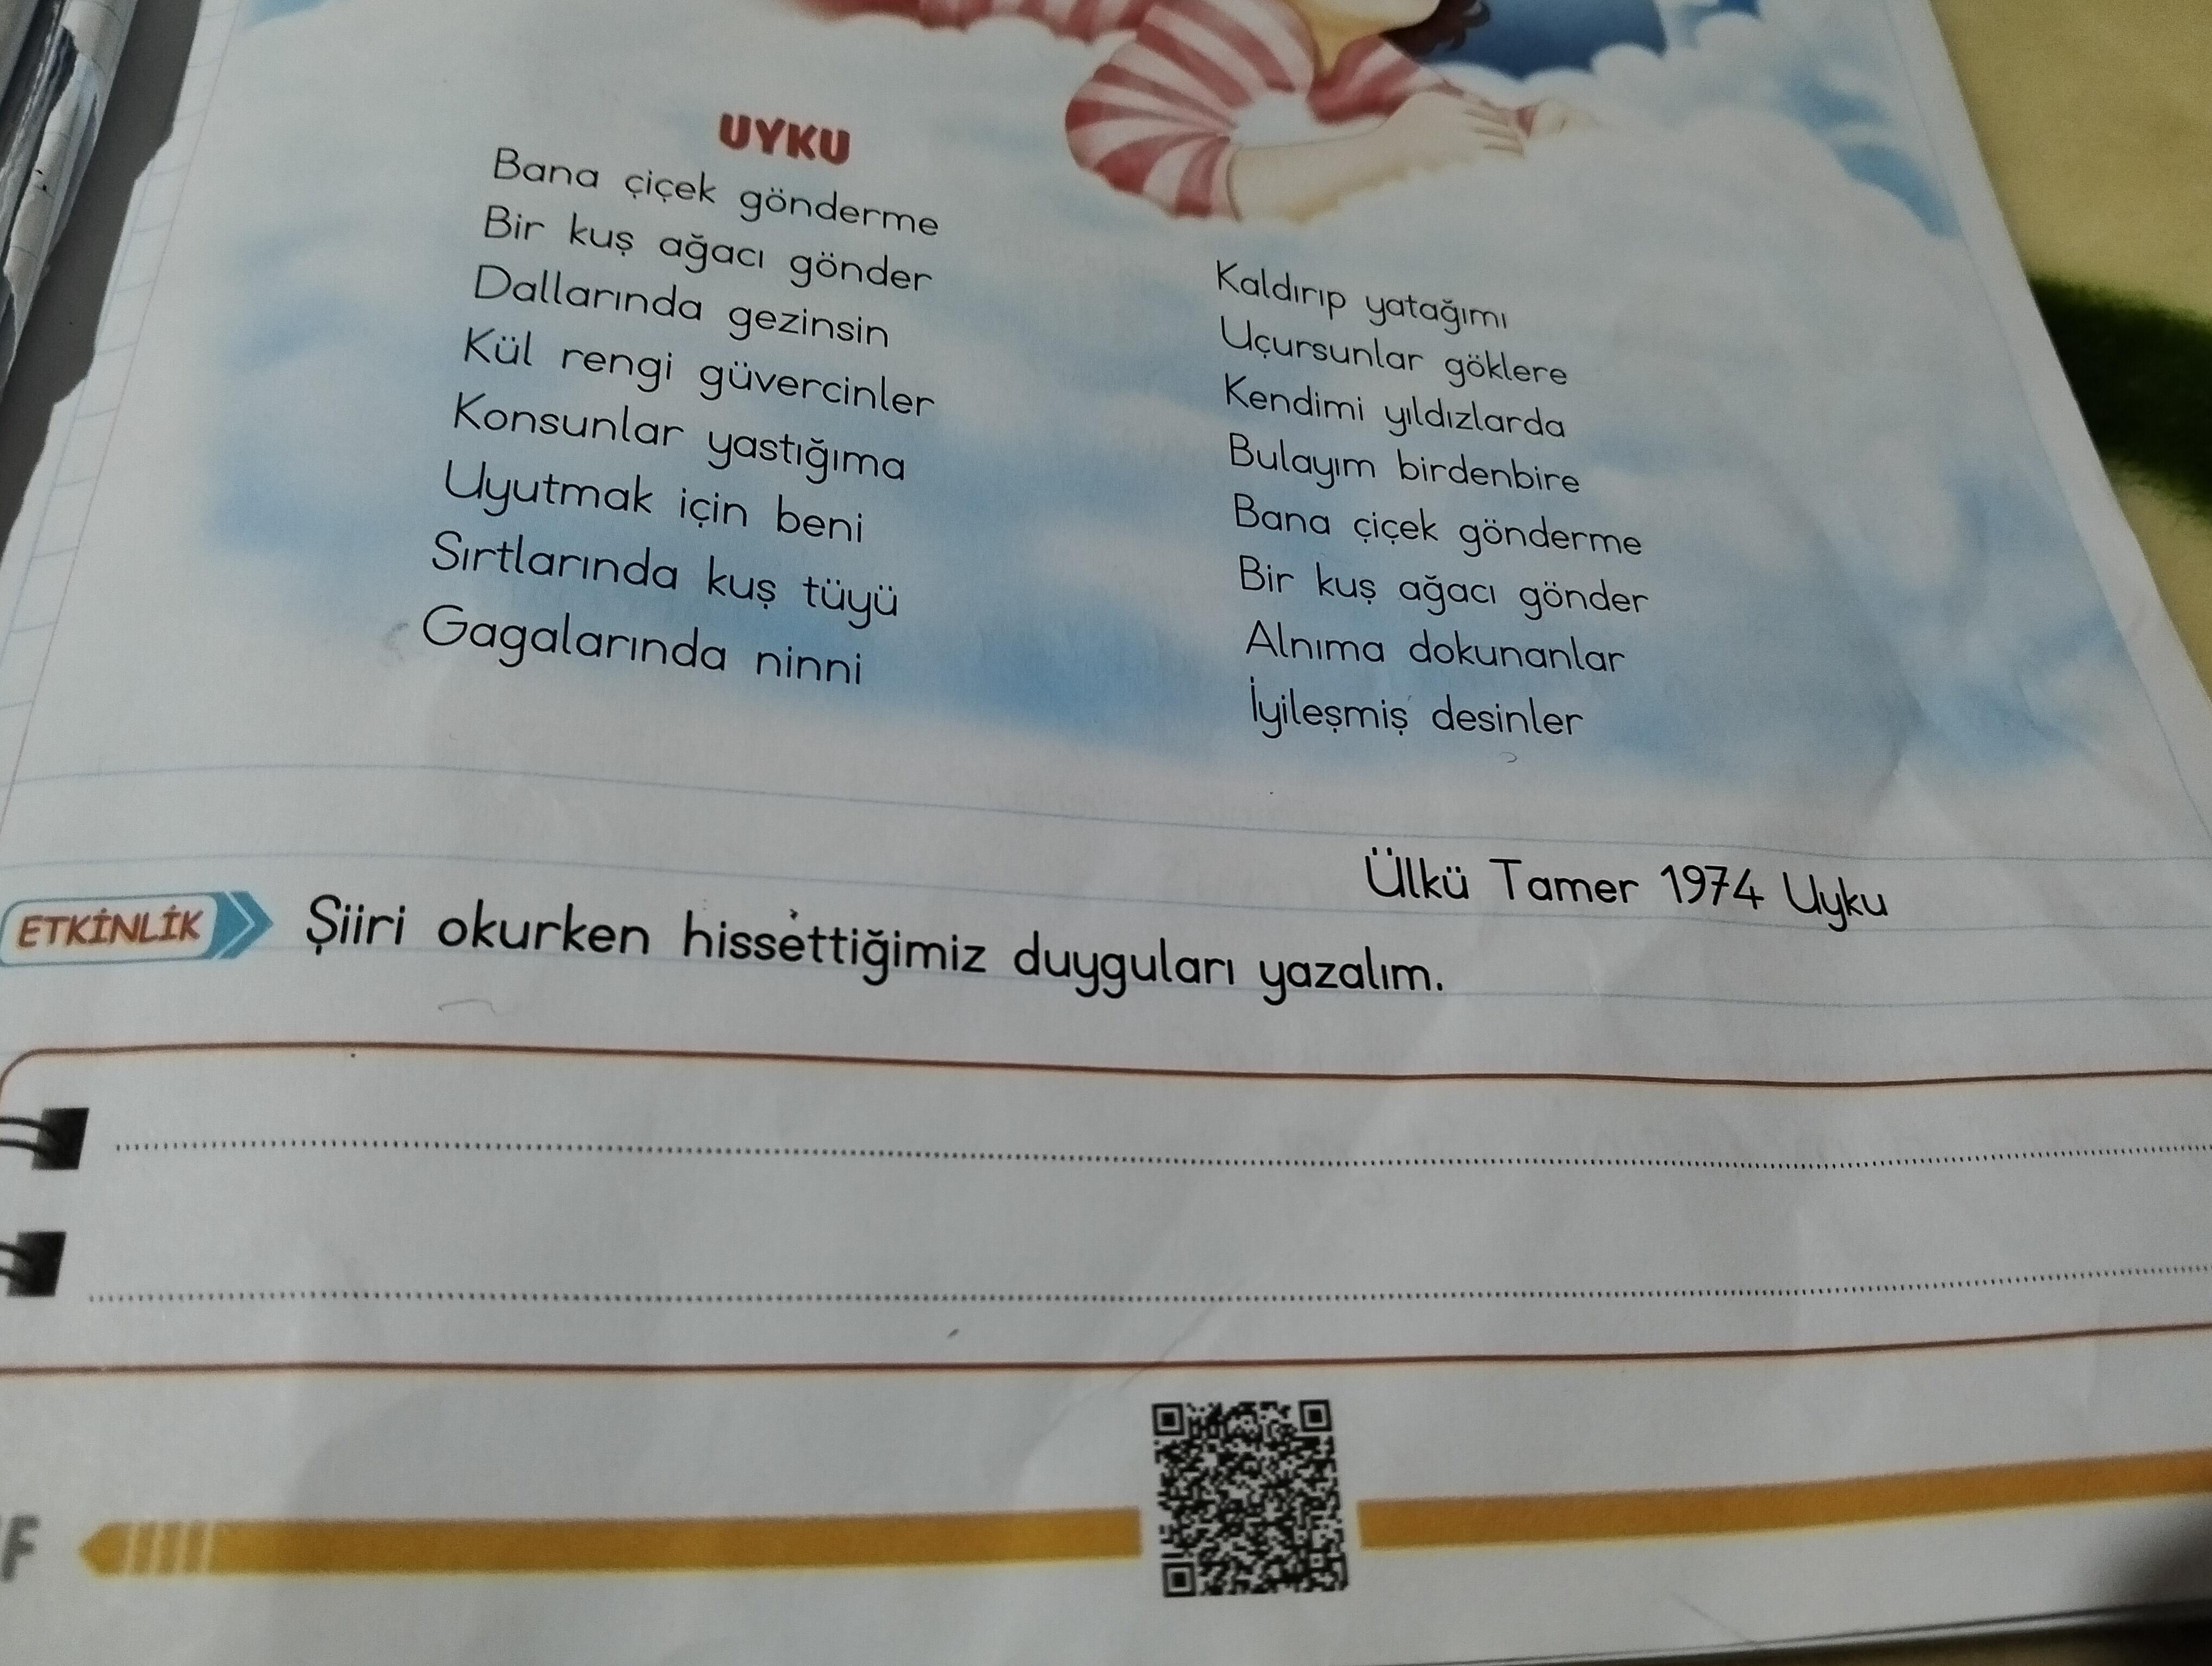 UYKU
Bana çiçek gönderme
Bir kuş ağacı gönder
Dallarında gezinsin
Kül rengi güvercinler
Konsunlar yastığıma
Uyutmak için beni
Sırtlarında kuş tüyü
Gagalarında ninni
Kaldırıp yatağımı
Uçursunlar göklere
Kendimi yıldızlarda
Bulayım birdenbire
Bana çiçek gönderme
Bir kuş ağacı gönder
Alnıma dokunanlar
İyileşmiş desinler
Ülkü Tamer 1974 Uyku
ETKİNLİK Şiiri okurken hissettiğimiz duyguları yazalım.